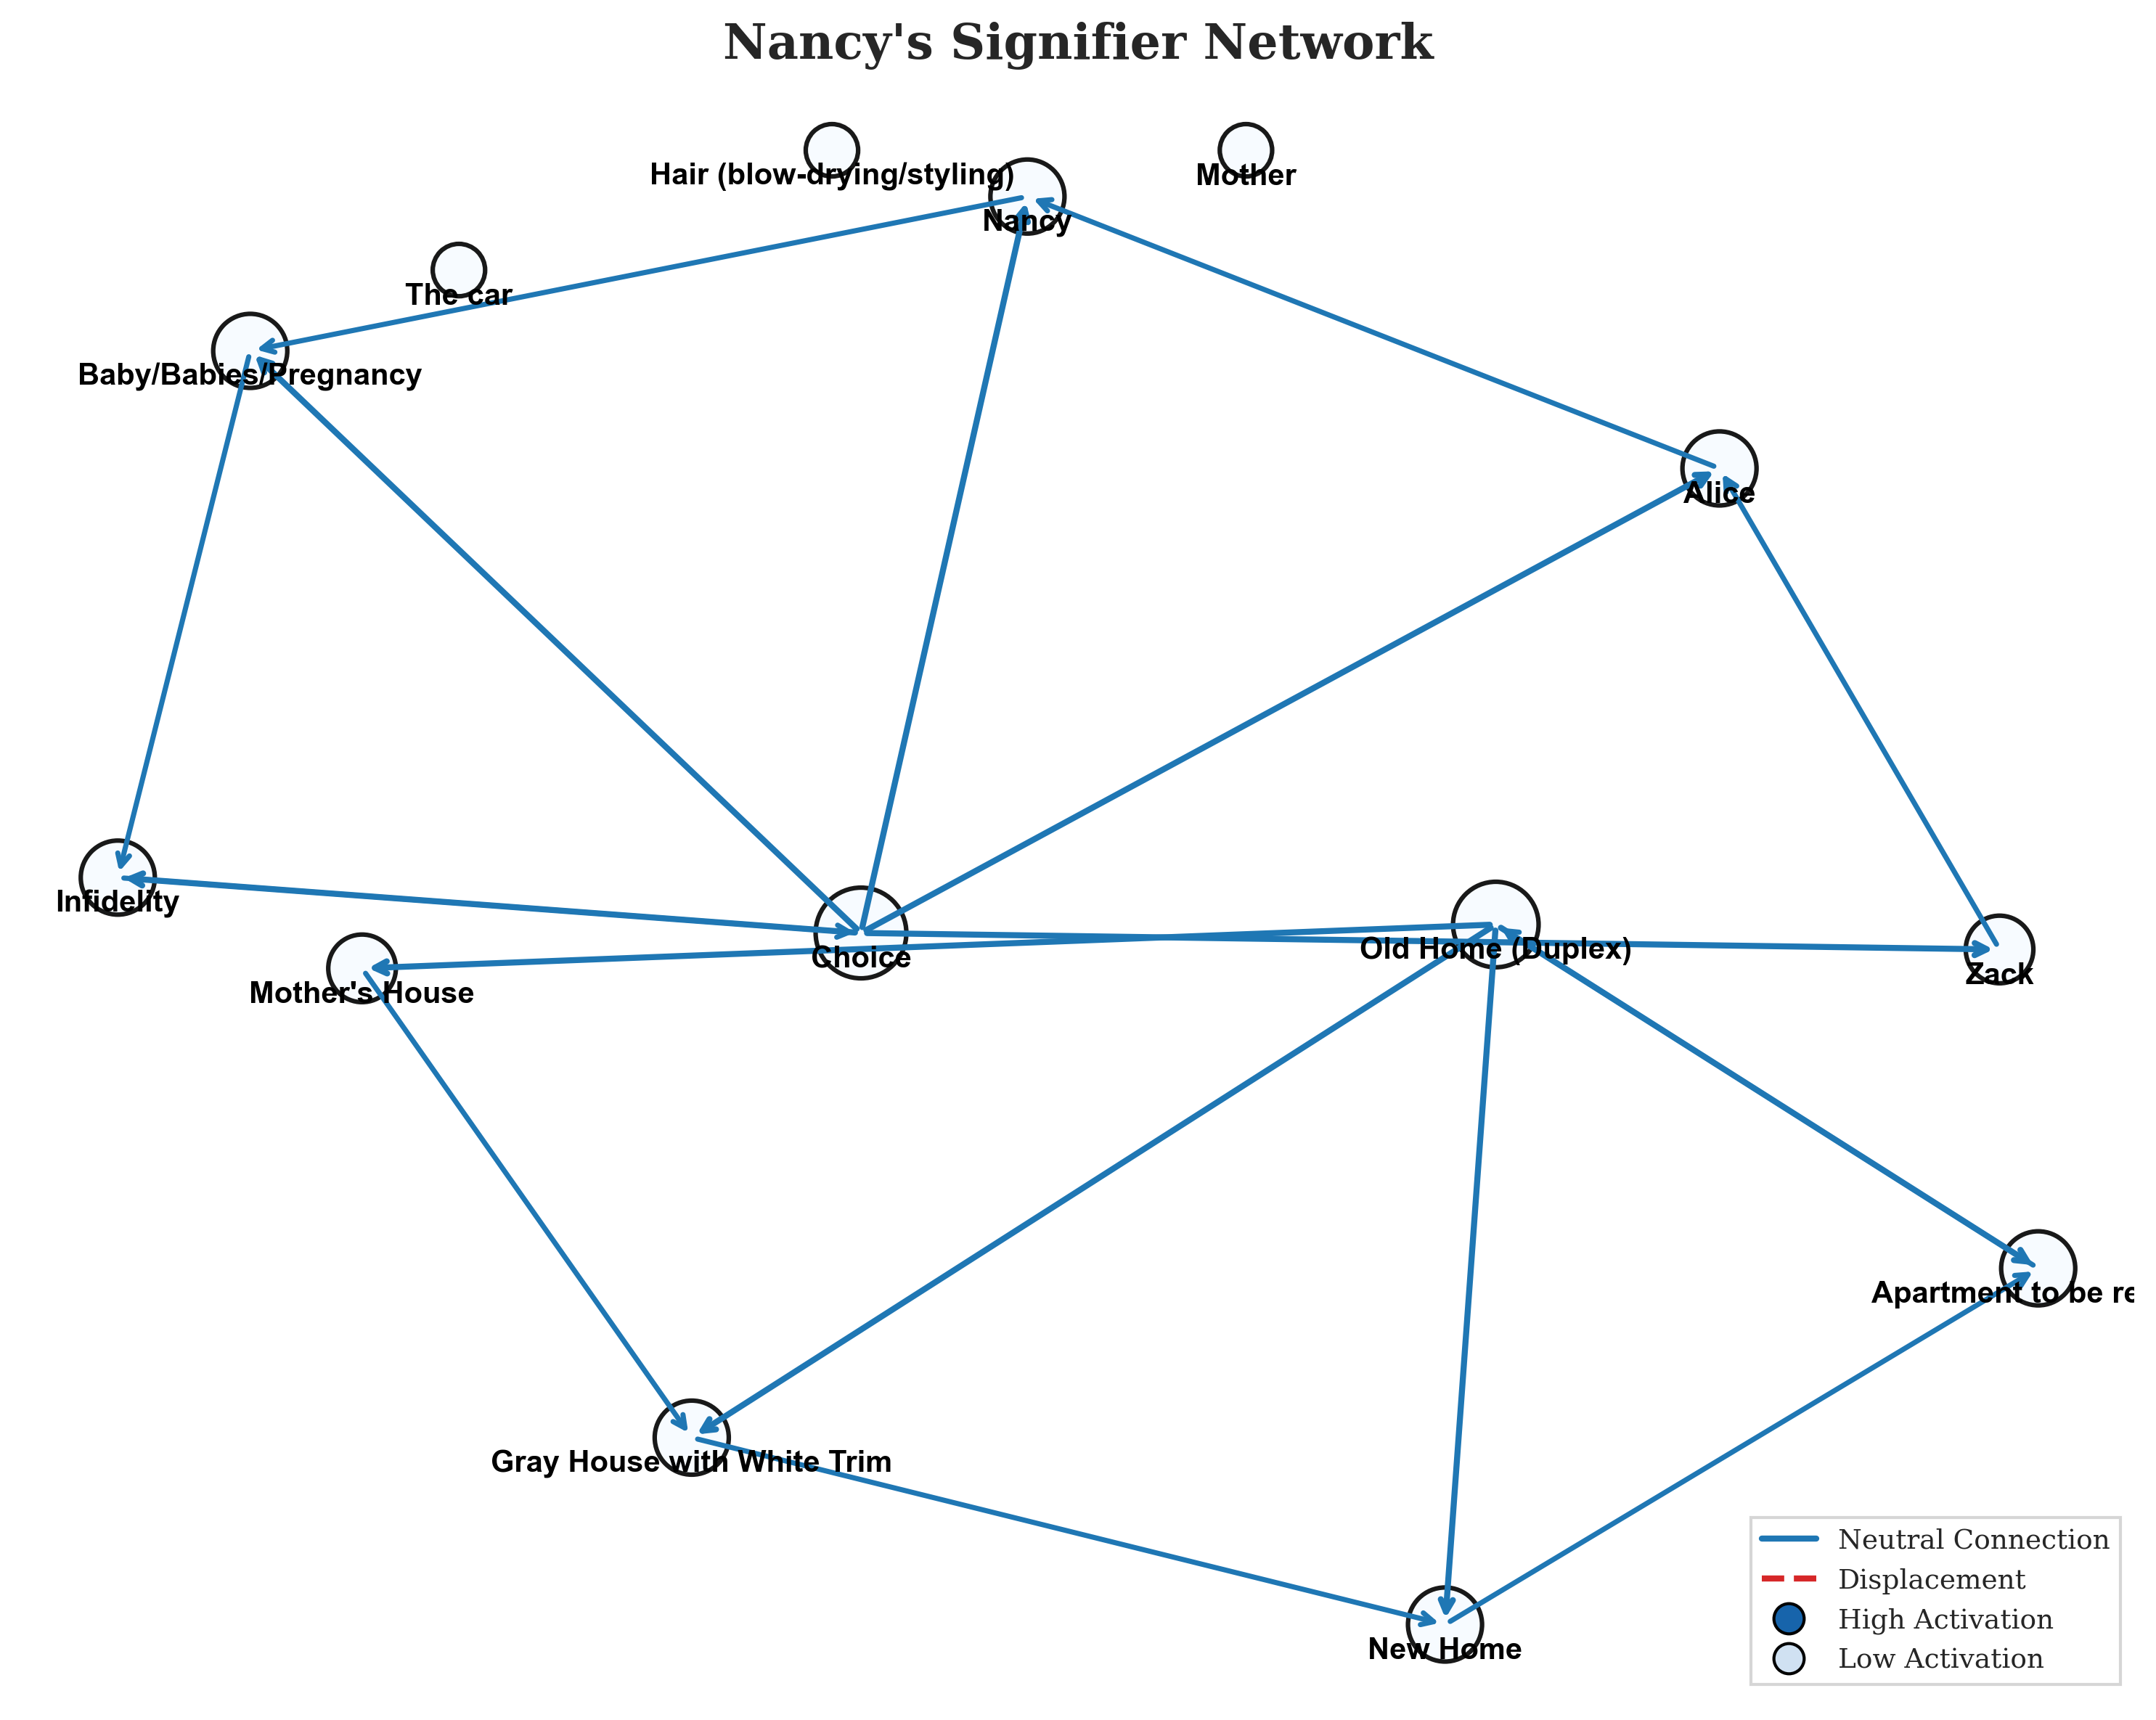 Nancy's Signifier Network
Hair (blow-drying/styling)
Mother
Nancy
The car
Baby/Babies/Pregnancy
Alice
Infidelity
Choice
Old Home (Duplex)
Zack
Mother's House
Apartment to be re
Gray House with White Trim
New Home
Neutral Connection
Displacement
High Activation
Low Activation